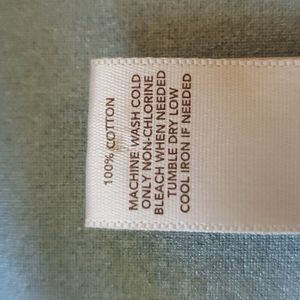 100% COTTON
MACHINE WASH COLD
ONLY NON-CHLORINE
BLEACH WHEN NEEDED
TUMBLE DRY LOW
COOL IRON IF NEEDED